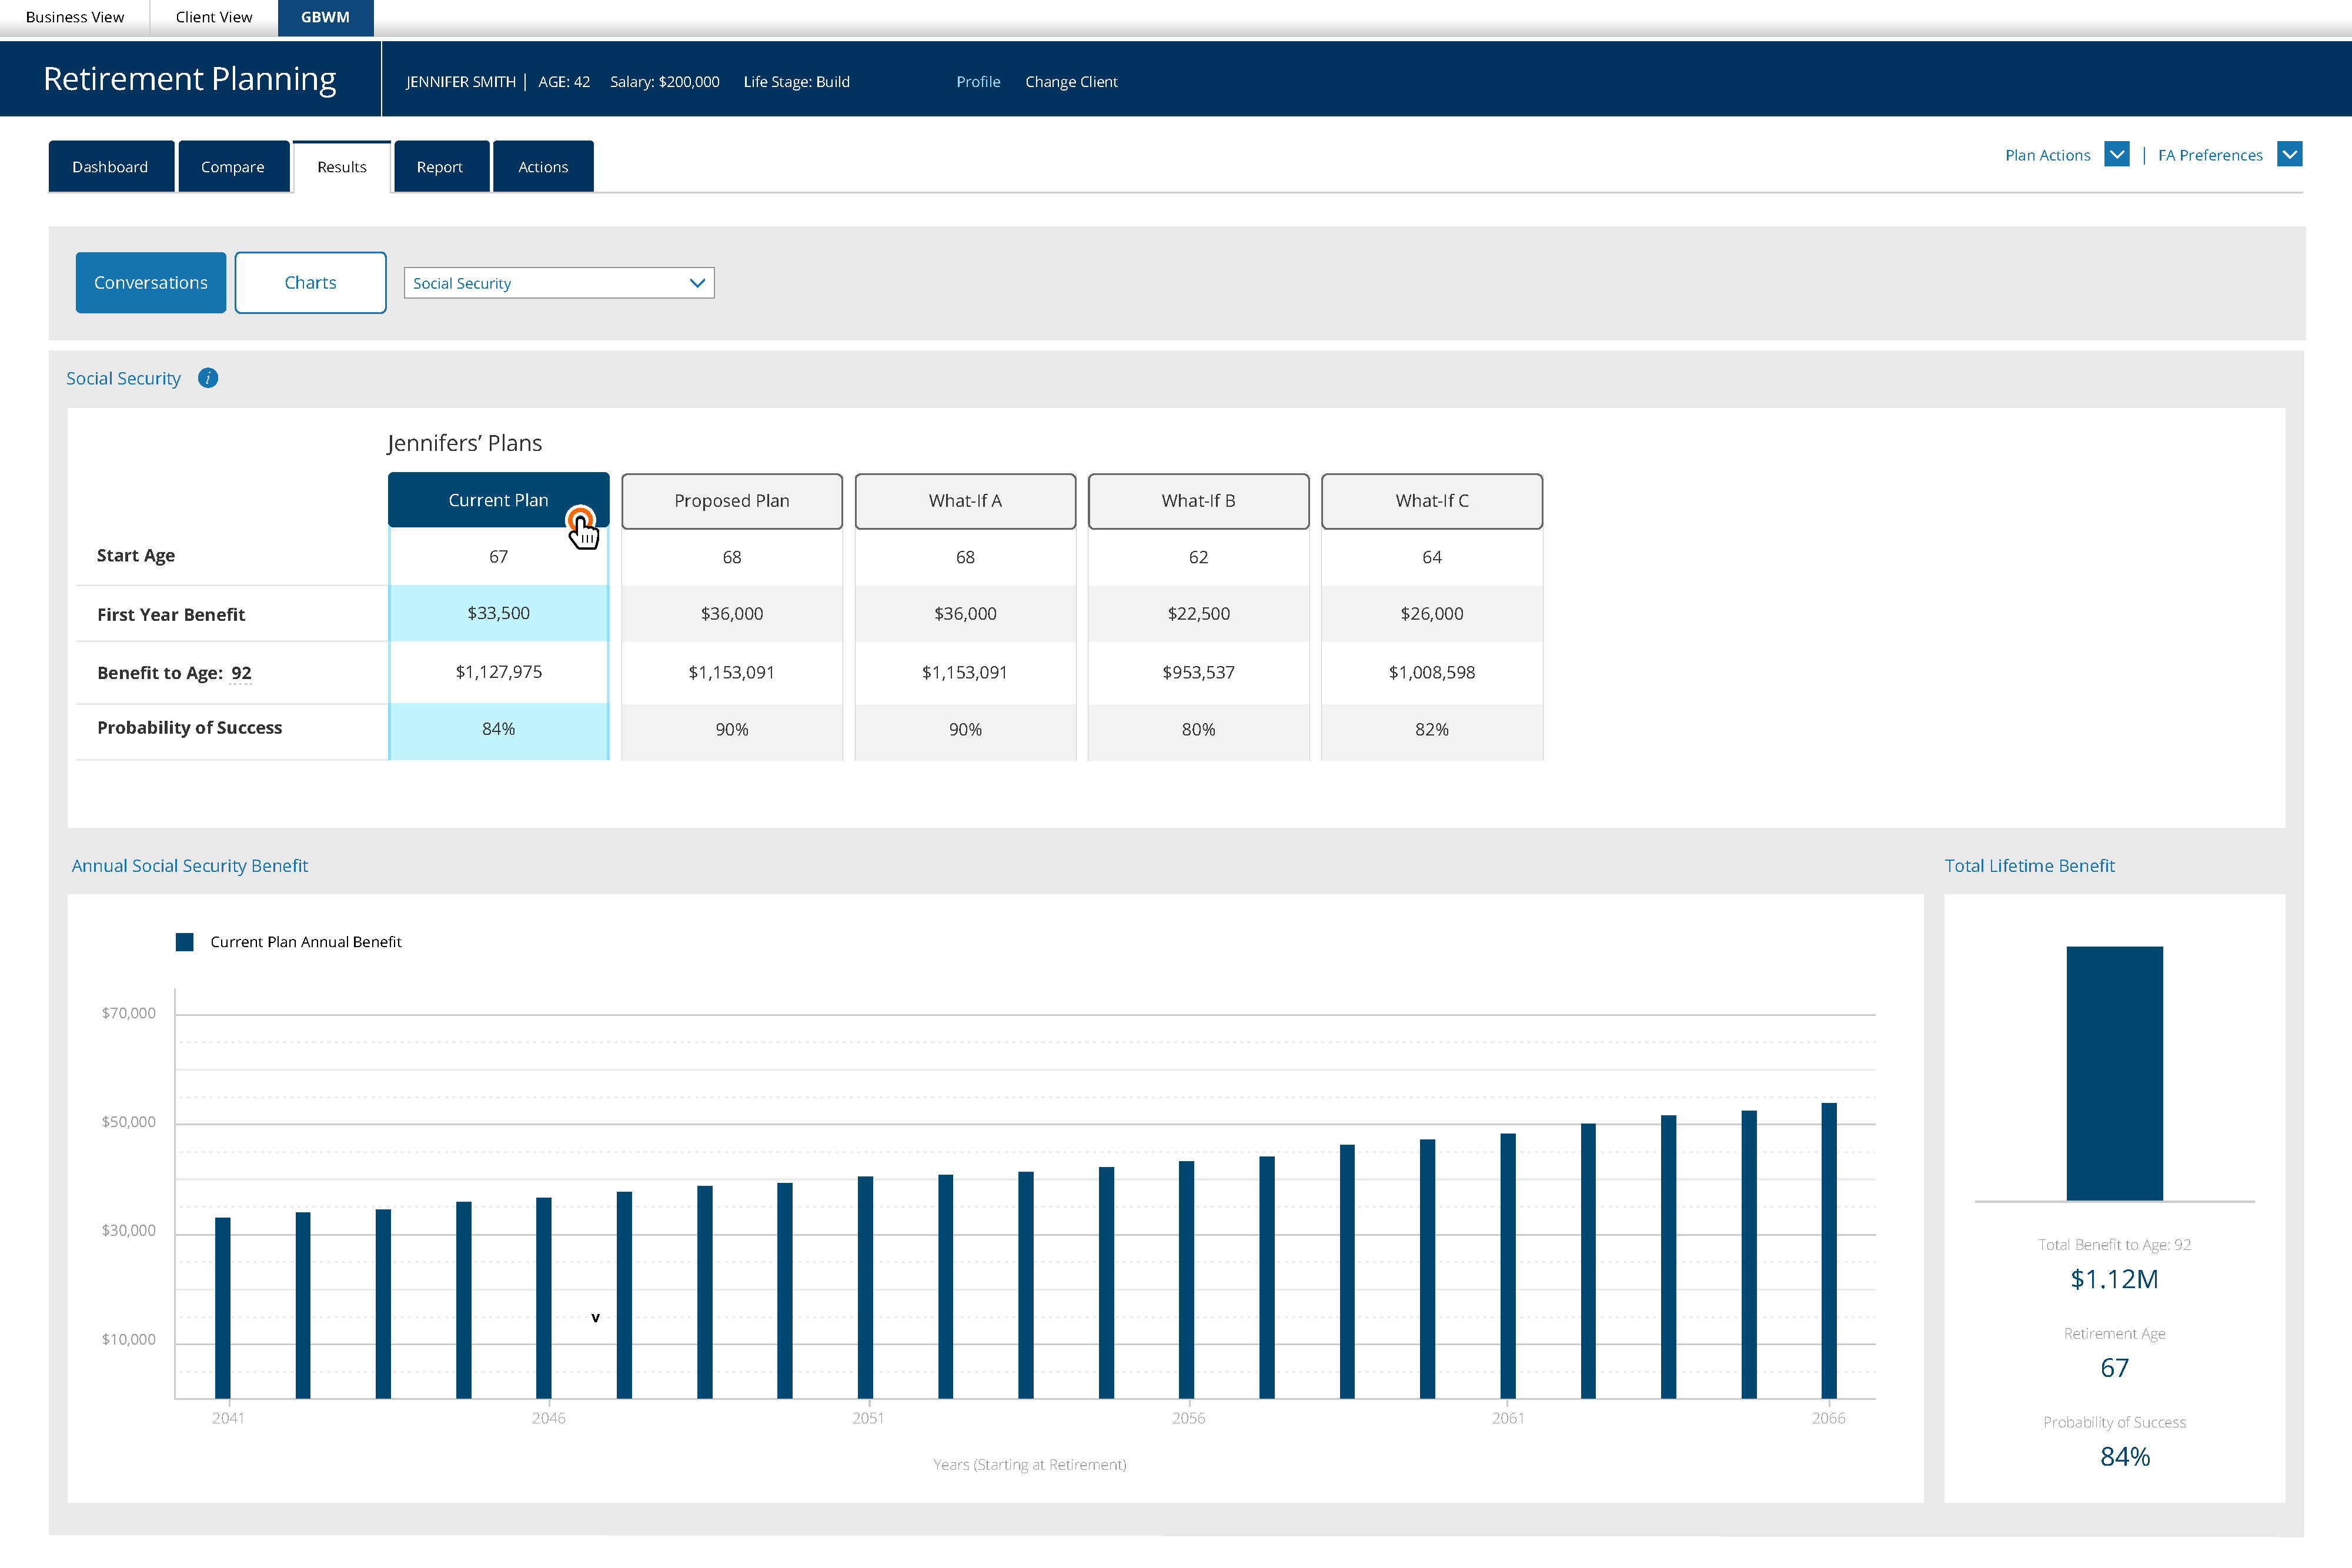 Business View Client View GBWM
Retirement Planning JENNIFER SMITH | AGE: 42 Salary: $200,000 Life Stage: Build Profile Change Client
Dashboard Compare Results Report Actions Plan Actions | FA Preferences
Conversations Charts Social Security
Social Security i
Jennifers’ Plans
Current Plan Proposed Plan What-If A What-If B What-If C
Start Age 67 68 68 62 64
First Year Benefit $33,500 $36,000 $36,000 $22,500 $26,000
Benefit to Age: 92 $1,127,975 $1,153,091 $1,153,091 $953,537 $1,008,598
Probability of Success 84% 90% 90% 80% 82%
Annual Social Security Benefit
Current Plan Annual Benefit
$70,000
$50,000
$30,000
$10,000
v
2041 2046 2051 2056 2061 2066
Years (Starting at Retirement)
Total Lifetime Benefit
Total Benefit to Age: 92
$1.12M
Retirement Age
67
Probability of Success
84%